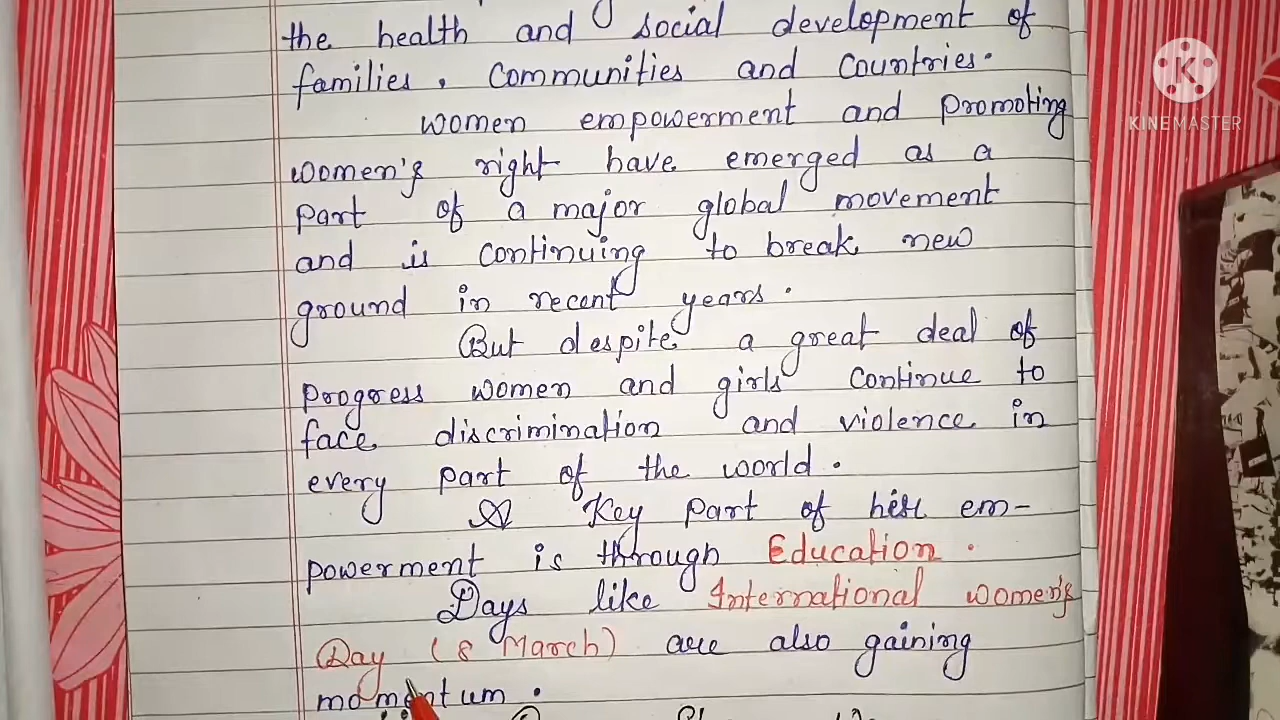 the health and social development of
families, communities and countries.
women empowerment and promoting
women's right have emerged as a
part of a major global movement
and is continuing to break new
ground in recent years.
But despite a great deal of
progress women and girls continue to
face discrimination and violence in
every part of the world.
A Key part of her em-
powerment is through Education.
Days like International women's
Day (8 March) are also gaining
momentum.
K
KINEMASTER